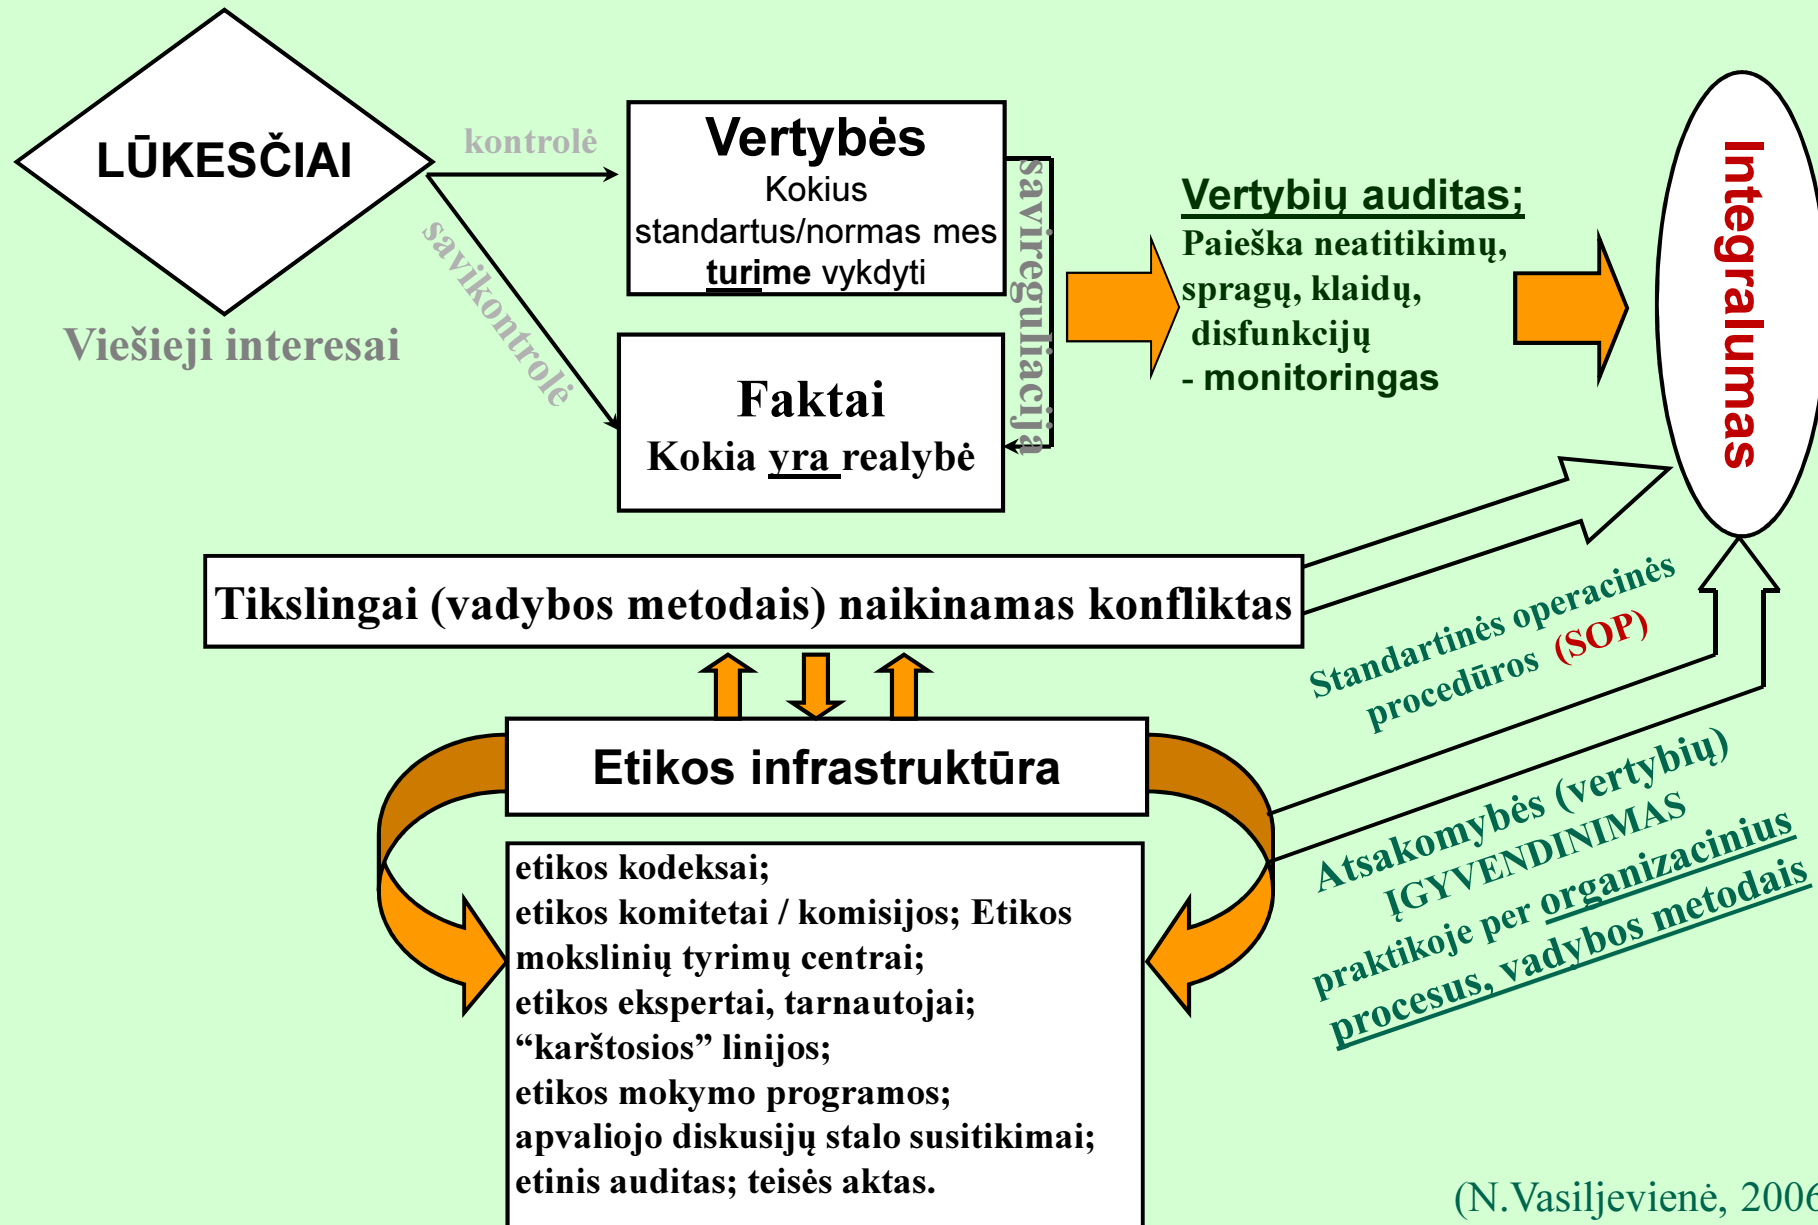 LŪKESČIAI
Viešieji interesai
kontrolė
savikontrolė
Vertybės
Kokius
standartus/normas mes
turime vykdyti
Faktai
Kokia yra realybė
savireguliacija
Vertybių auditas;
Paieška neatitikimų,
spragų, klaidų,
disfunkcijų
- monitoringas
Integralumas
Tikslingai (vadybos metodais) naikinamas konfliktas
Standartinės operacinės
procedūros (SOP)
Etikos infrastruktūra
etikos kodeksai;
etikos komitetai / komisijos; Etikos
mokslinių tyrimų centrai;
etikos ekspertai, tarnautojai;
“karštosios” linijos;
etikos mokymo programos;
apvaliojo diskusijų stalo susitikimai;
etinis auditas; teisės aktas.
Atsakomybės (vertybių)
ĮGYVENDINIMAS
praktikoje per organizacinius
procesus, vadybos metodais
(N.Vasiljevienė, 2006